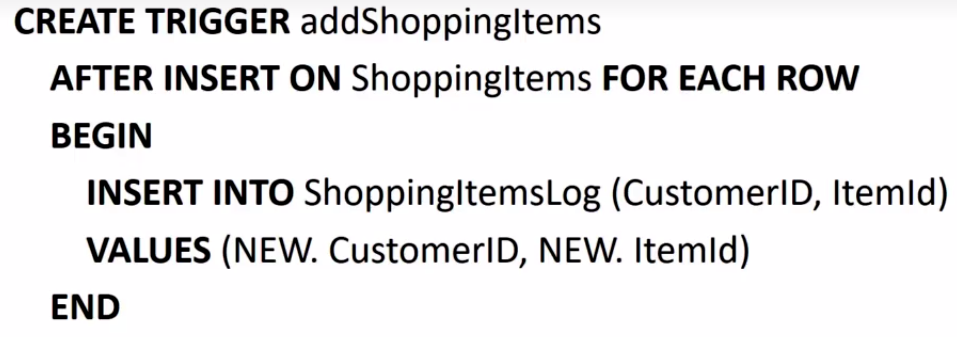 CREATE TRIGGER addShoppingItems
AFTER INSERT ON ShoppingItems FOR EACH ROW
BEGIN
INSERT INTO ShoppingItemsLog (CustomerID, ItemId)
VALUES (NEW. CustomerID, NEW. ItemId)
END